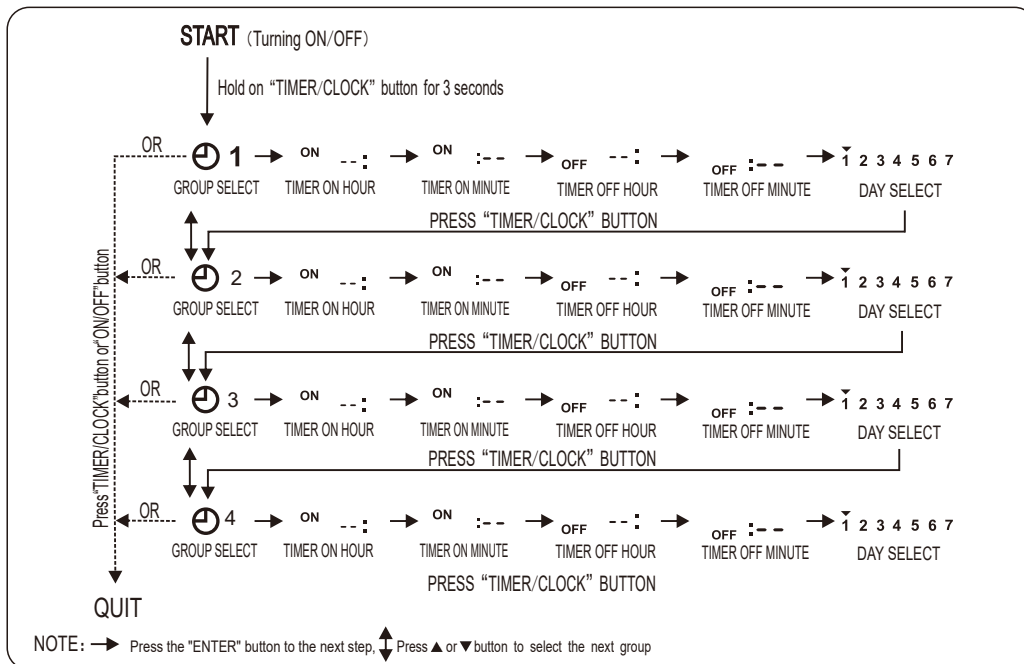 START (Turning ON/OFF)
Hold on “TIMER/CLOCK” button for 3 seconds
OR 1 ON --: ON :-- OFF --: OFF :-- 1 2 3 4 5 6 7
GROUP SELECT TIMER ON HOUR TIMER ON MINUTE TIMER OFF HOUR TIMER OFF MINUTE DAY SELECT
PRESS “TIMER/CLOCK” BUTTON
OR 2 ON --: ON :-- OFF --: OFF :-- 1 2 3 4 5 6 7
GROUP SELECT TIMER ON HOUR TIMER ON MINUTE TIMER OFF HOUR TIMER OFF MINUTE DAY SELECT
PRESS “TIMER/CLOCK” BUTTON
OR 3 ON --: ON :-- OFF --: OFF :-- 1 2 3 4 5 6 7
GROUP SELECT TIMER ON HOUR TIMER ON MINUTE TIMER OFF HOUR TIMER OFF MINUTE DAY SELECT
PRESS “TIMER/CLOCK” BUTTON
OR 4 ON --: ON :-- OFF --: OFF :-- 1 2 3 4 5 6 7
GROUP SELECT TIMER ON HOUR TIMER ON MINUTE TIMER OFF HOUR TIMER OFF MINUTE DAY SELECT
PRESS “TIMER/CLOCK” BUTTON
Press“TIMER/CLOCK”button or“ON/OFF”button
QUIT
NOTE: → Press the "ENTER" button to the next step, ↕ Press ▲ or ▼ button to select the next group